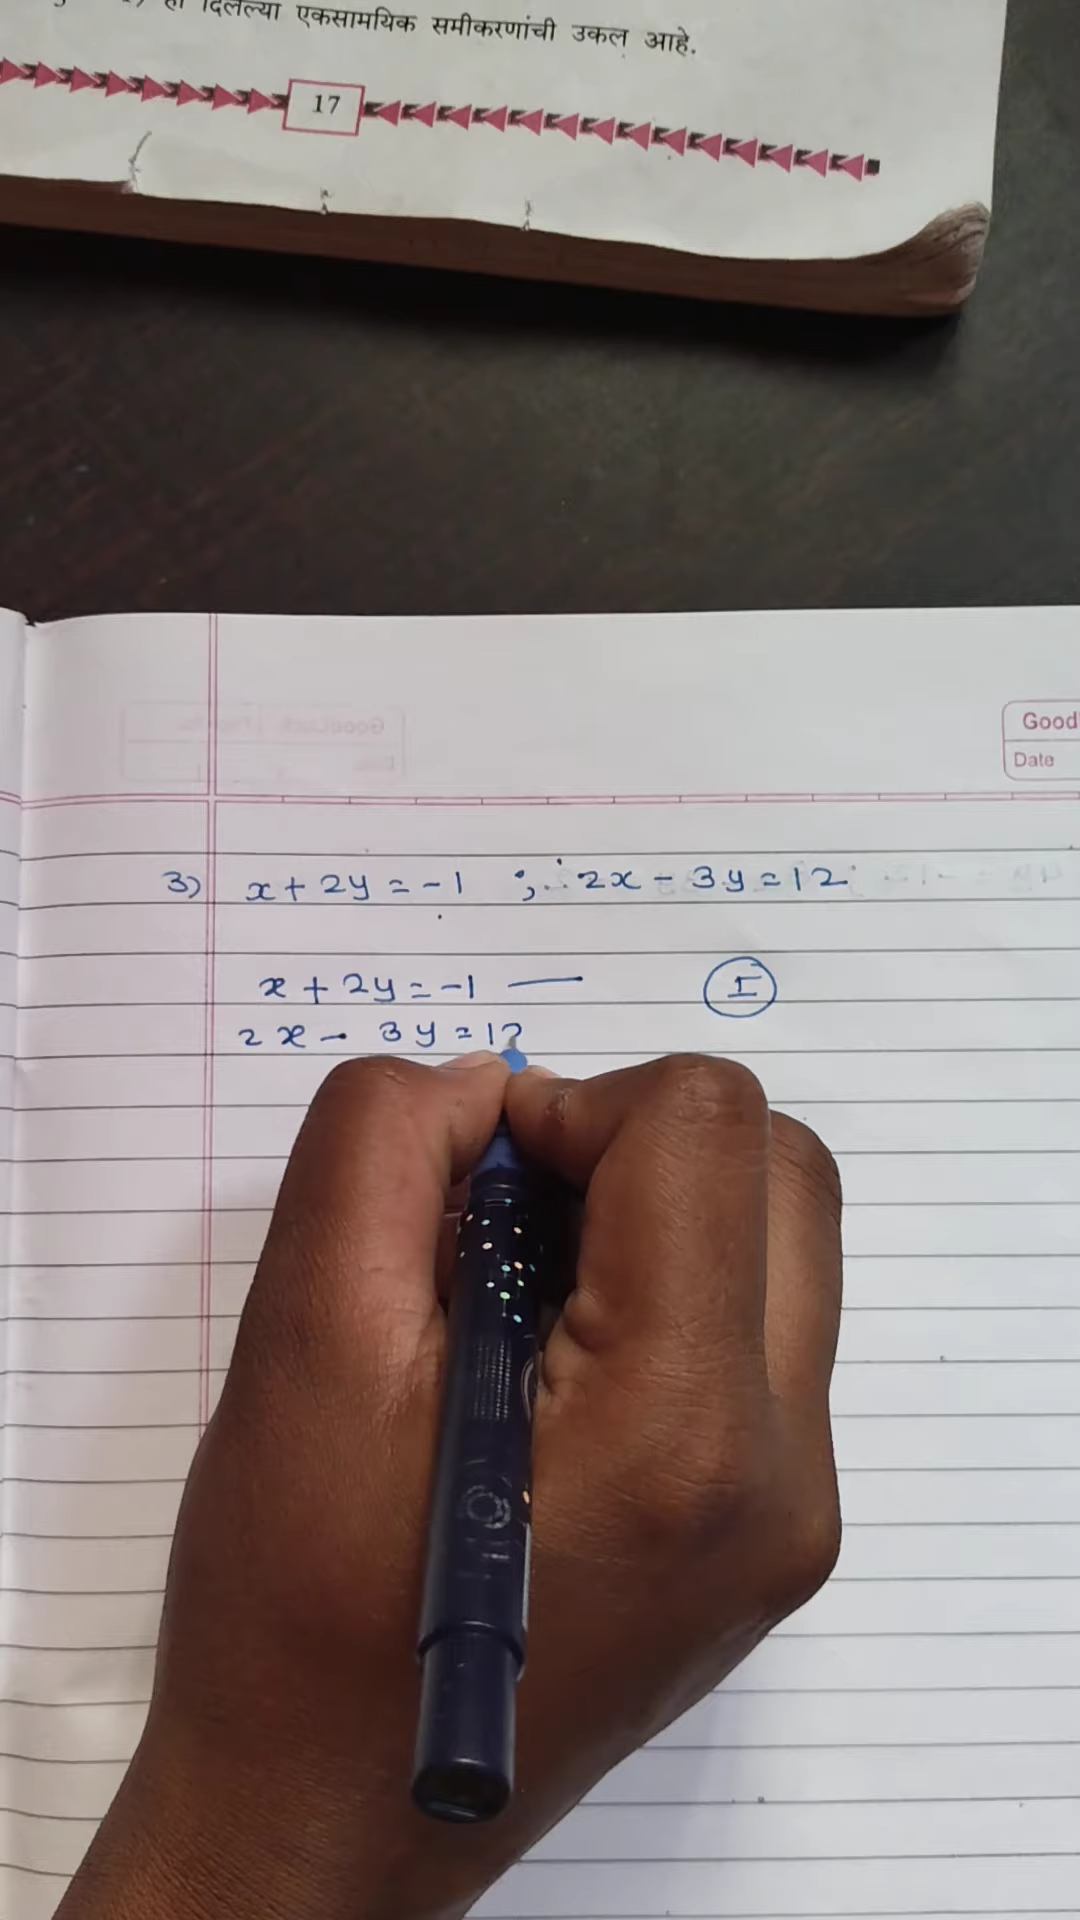 ही दिलेल्या एकसामयिक समीकरणांची उकल आहे.
17
Good
Date
3) x + 2y = -1 ; 2x - 3y = 12
x + 2y = -1 — I
2x - 3y = 12